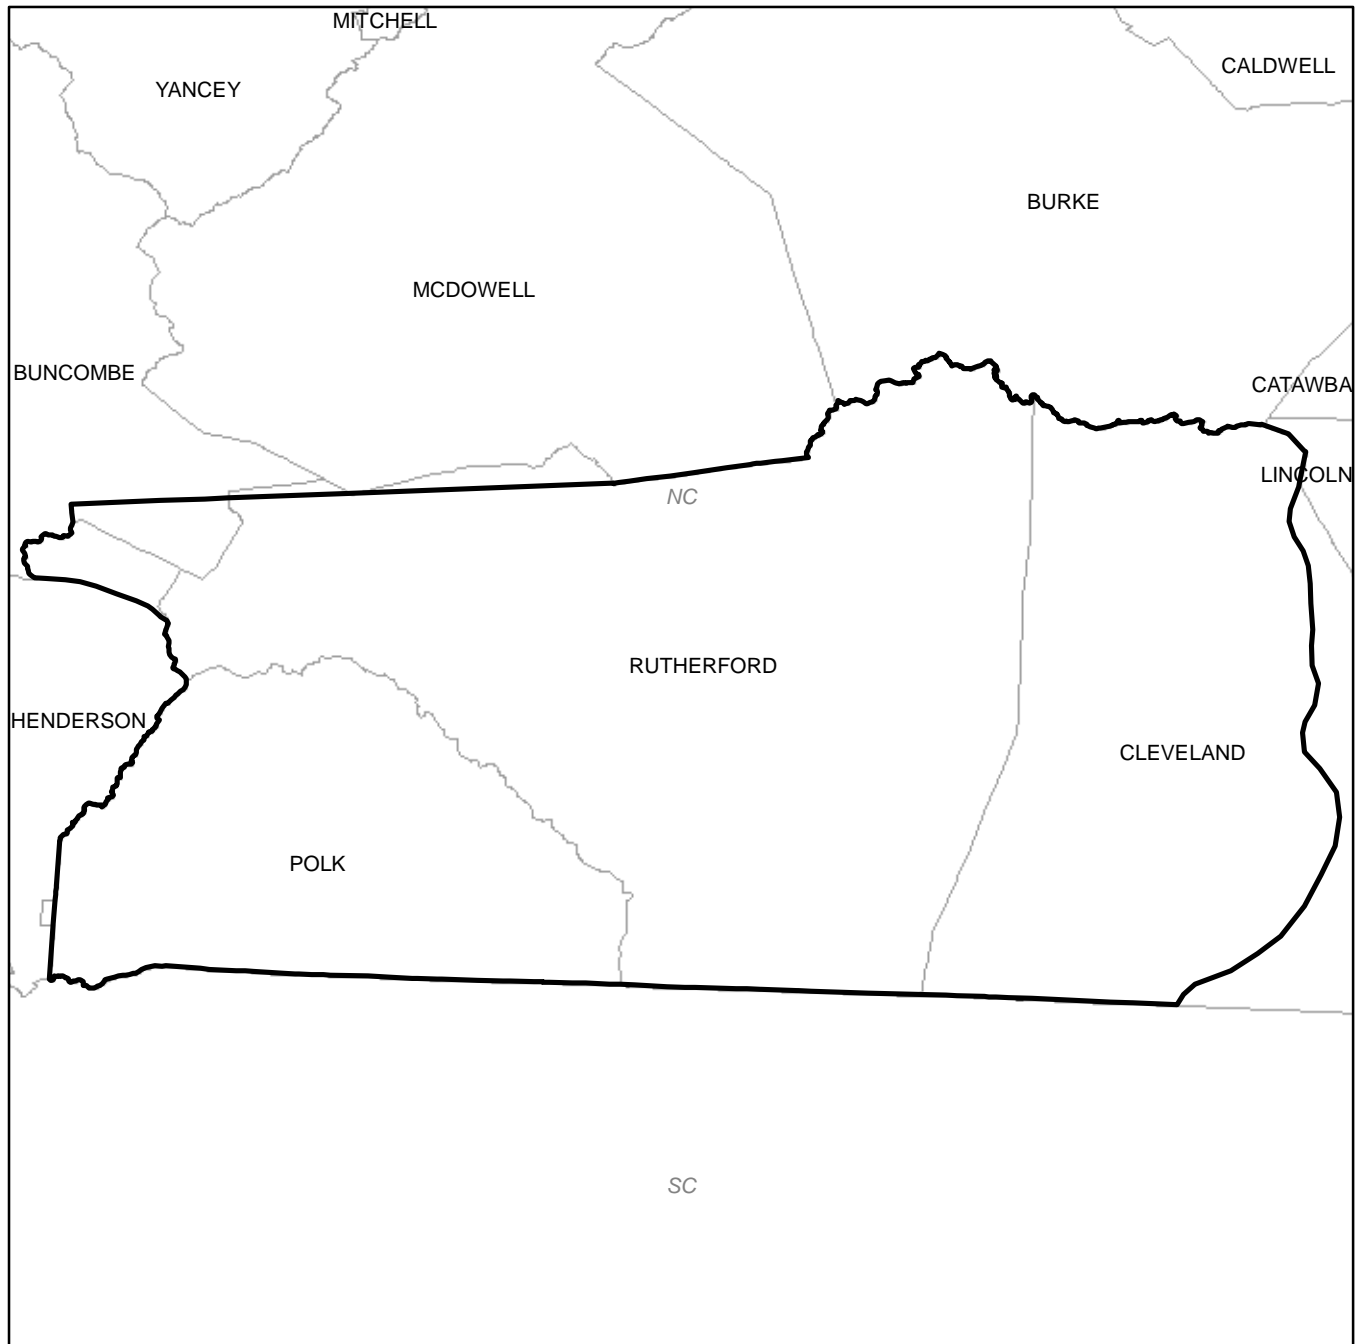 MITCHELL
CALDWELL
YANCEY
BURKE
MCDOWELL
BUNCOMBE
CATAWBA
LINCOLN
NC
RUTHERFORD
HENDERSON
CLEVELAND
POLK
SC